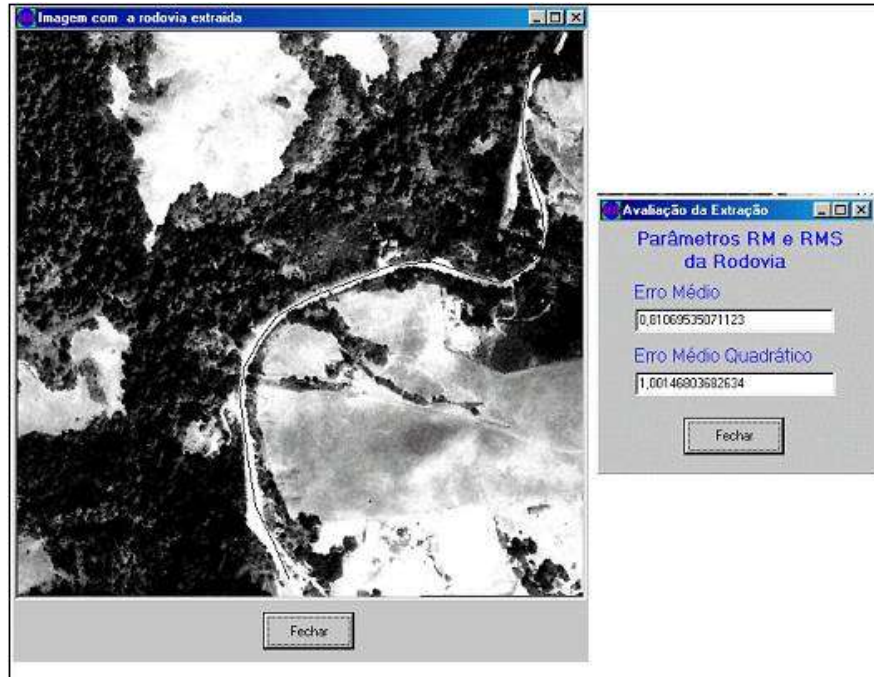 Imagem com a rodovia extraida
Fechar
Avaliação da Extração
Parâmetros RM e RMS
da Rodovia
Erro Médio
0,81069535071123
Erro Médio Quadrático
1,00146803682634
Fechar